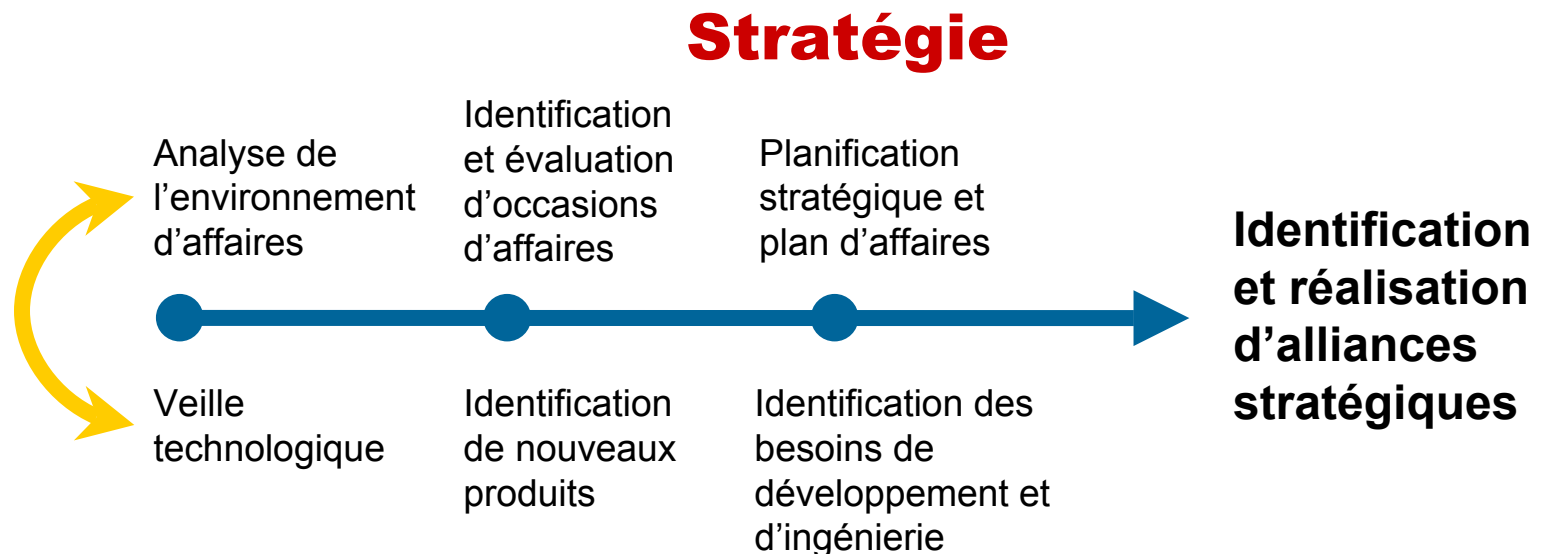 Stratégie
Analyse de
l’environnement
d’affaires
Identification
et évaluation
d’occasions
d’affaires
Planification
stratégique et
plan d’affaires
Identification
et réalisation
d’alliances
stratégiques
Veille
technologique
Identification
de nouveaux
produits
Identification des
besoins de
développement et
d’ingénierie